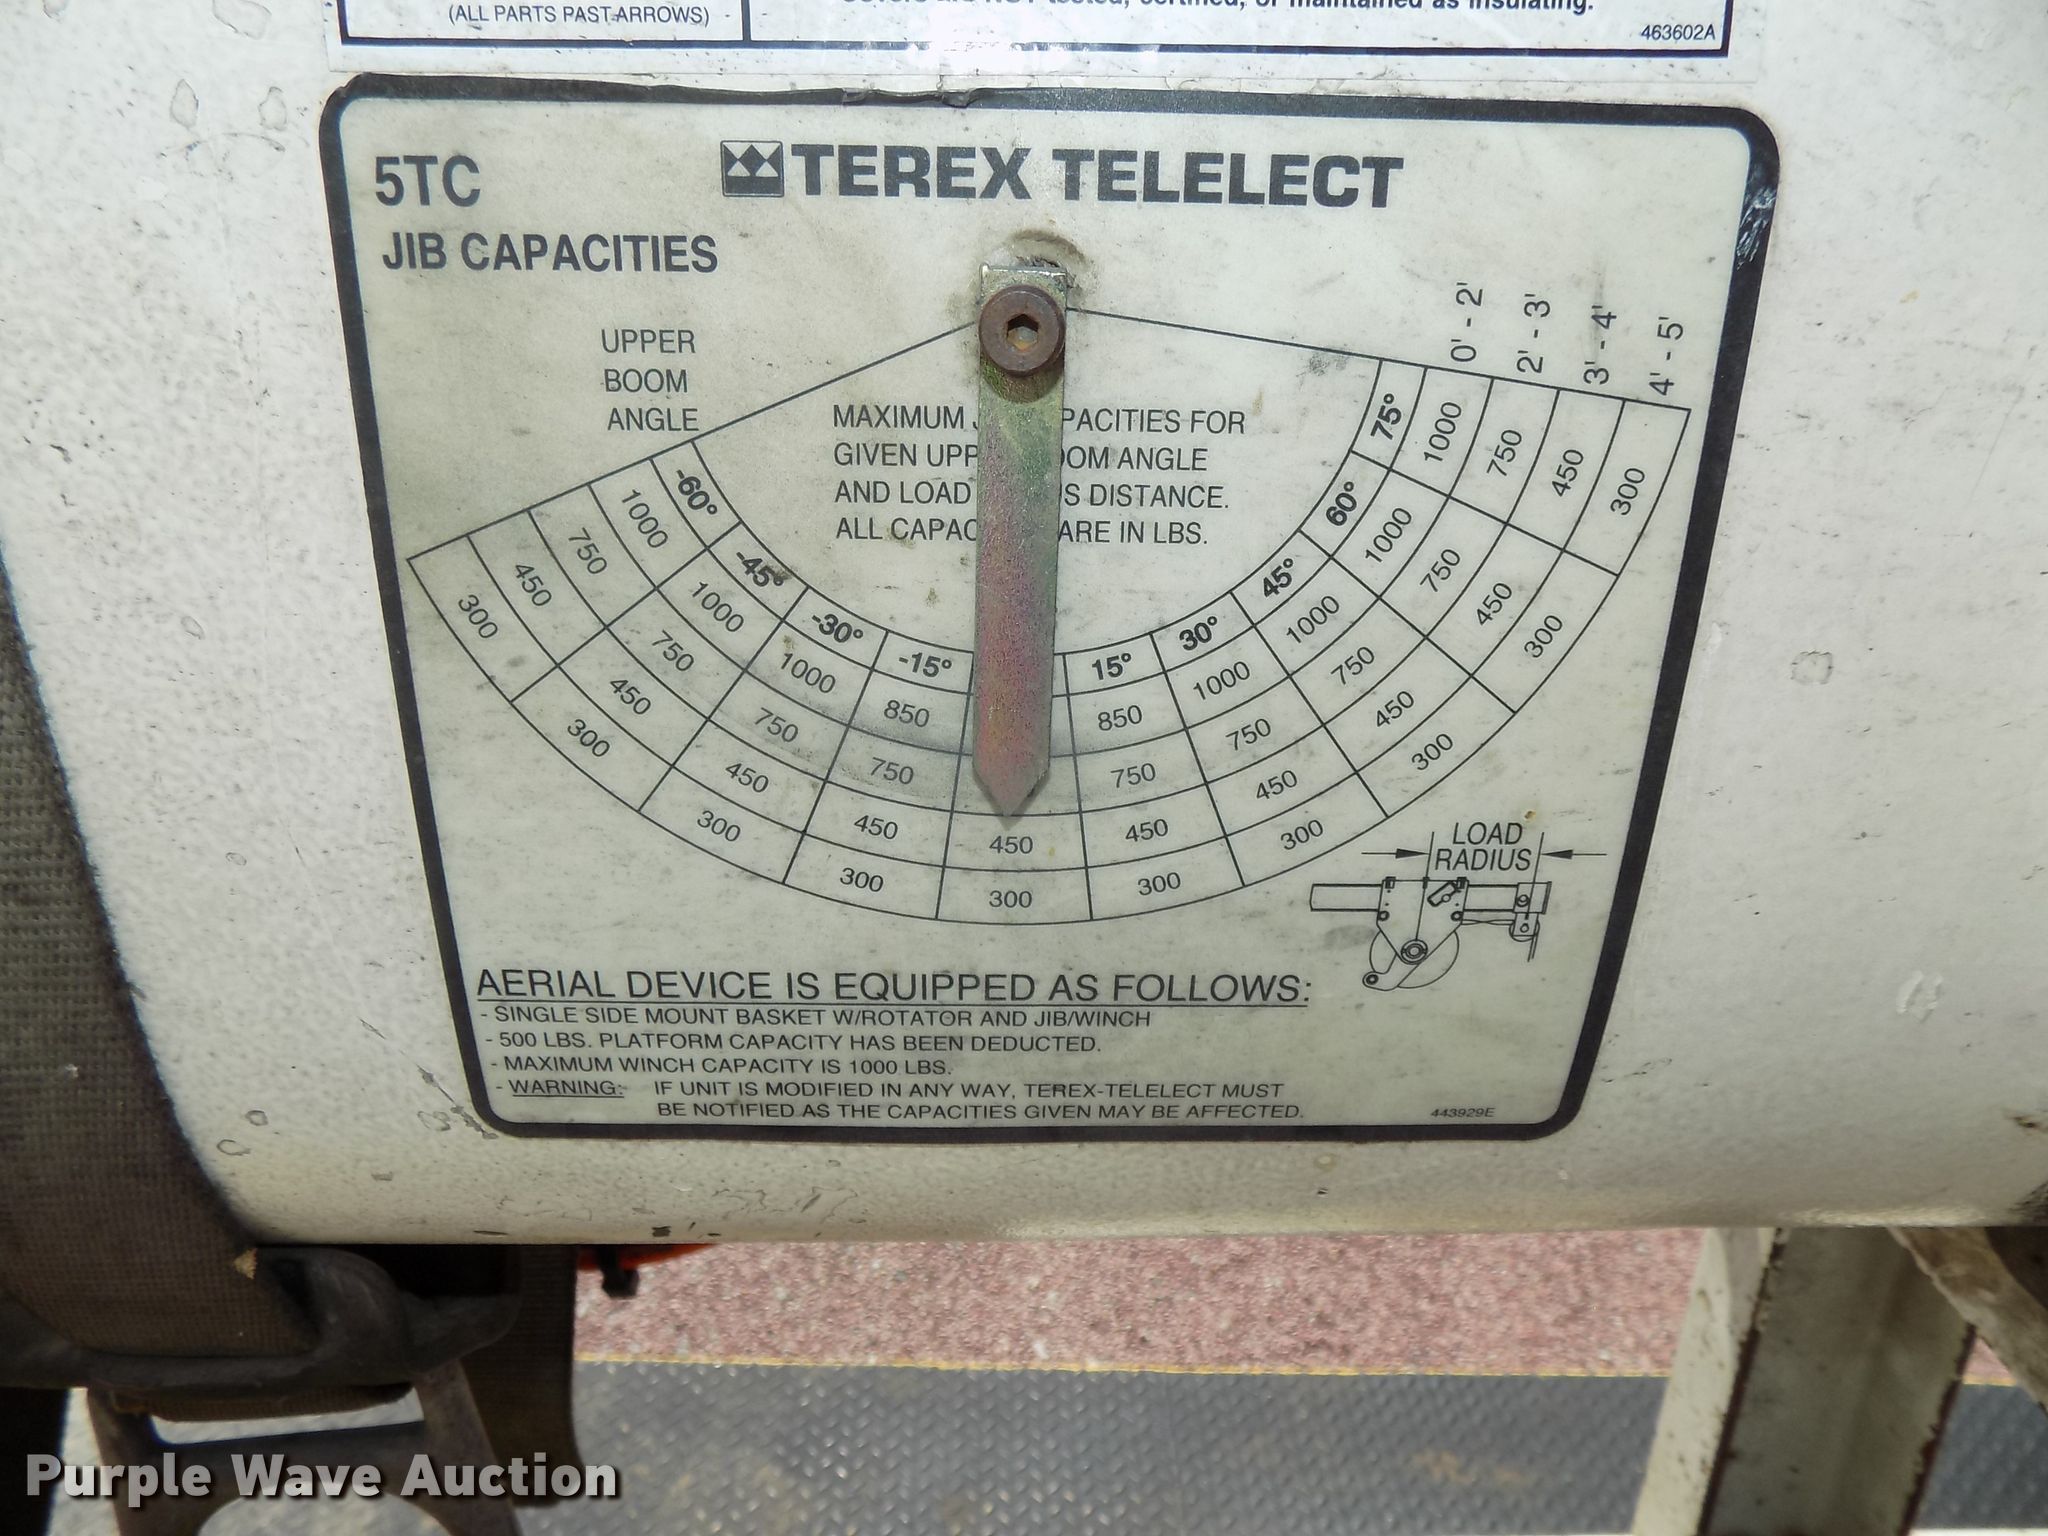 (ALL PARTS PAST ARROWS)
maintained as insulating.
463602A
5TC
TEREX TELELECT
JIB CAPACITIES
UPPER
BOOM
ANGLE
MAXIMUM FOR
GIVEN ANGLE
AND LOAD DISTANCE.
ALL ARE IN LBS.
0' - 2'
2' - 3'
3' - 4'
4' - 5'
-60° 1000 750 450 300
-45° 1000 750 450 300
-30° 1000 750 450 300
-15° 850 750 450 300
450 300
15° 850 750 450 300
30° 1000 750 450 300
45° 1000 750 450 300
60° 1000 750 450 300
75° 1000 750 450 300
LOAD
RADIUS
AERIAL DEVICE IS EQUIPPED AS FOLLOWS:
- SINGLE SIDE MOUNT BASKET W/ROTATOR AND JIB/WINCH
- 500 LBS. PLATFORM CAPACITY HAS BEEN DEDUCTED.
- MAXIMUM WINCH CAPACITY IS 1000 LBS.
- WARNING: IF UNIT IS MODIFIED IN ANY WAY, TEREX-TELELECT MUST
BE NOTIFIED AS THE CAPACITIES GIVEN MAY BE AFFECTED.
443929E
Purple Wave Auction